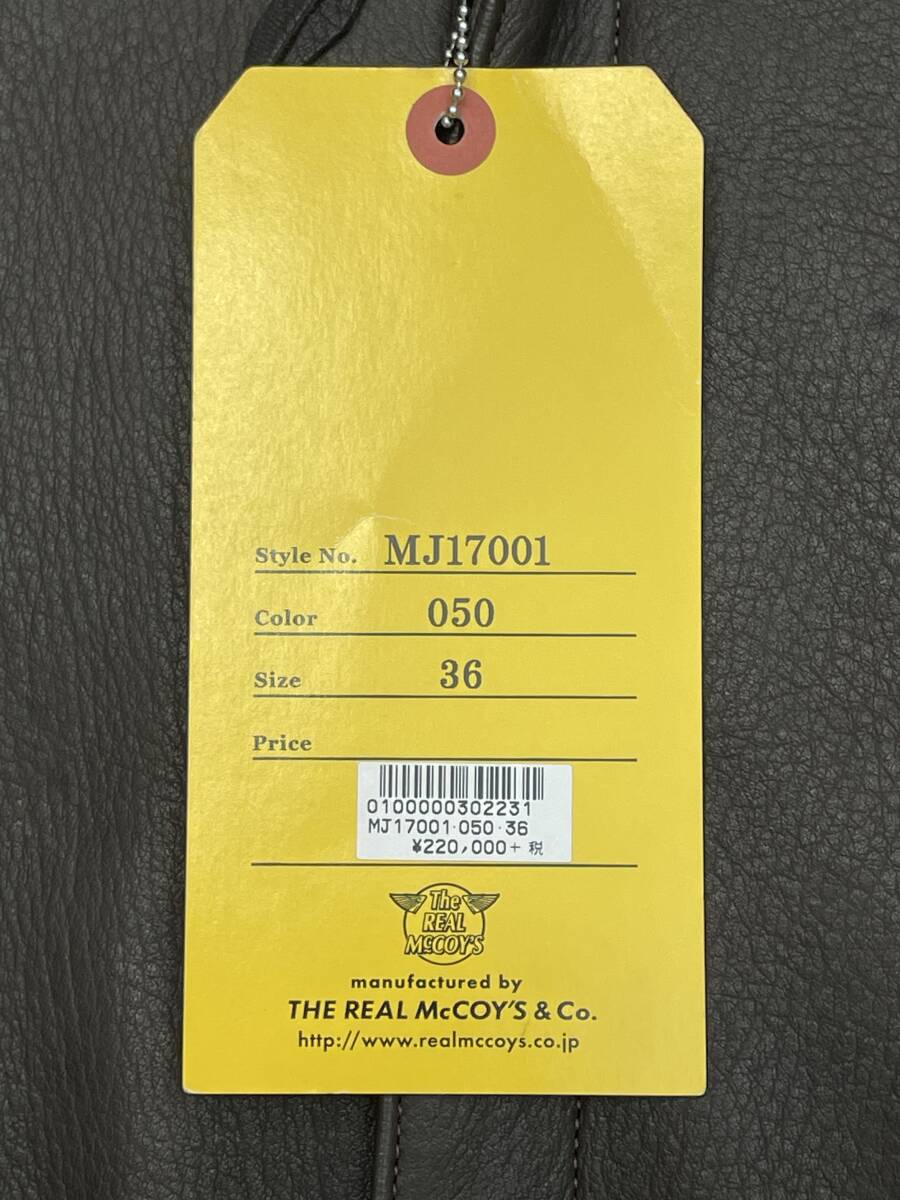 Style No. MJ17001
Color 050
Size 36
Price
0100000302231
MJ17001·050·36
¥220,000+ 税
The
REAL
McCOY'S
manufactured by
THE REAL McCOY'S & Co.
http://www.realmccoys.co.jp